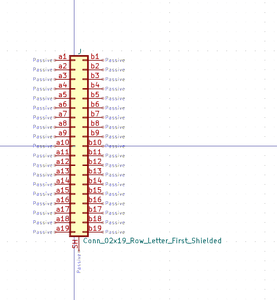 J
Passive a1 b1 Passive
Passive a2 b2 Passive
Passive a3 b3 Passive
Passive a4 b4 Passive
Passive a5 b5 Passive
Passive a6 b6 Passive
Passive a7 b7 Passive
Passive a8 b8 Passive
Passive a9 b9 Passive
Passive a10 b10 Passive
Passive a11 b11 Passive
Passive a12 b12 Passive
Passive a13 b13 Passive
Passive a14 b14 Passive
Passive a15 b15 Passive
Passive a16 b16 Passive
Passive a17 b17 Passive
Passive a18 b18 Passive
Passive a19 b19 Passive
Conn_02x19_Row_Letter_First_Shielded
SH
Passive